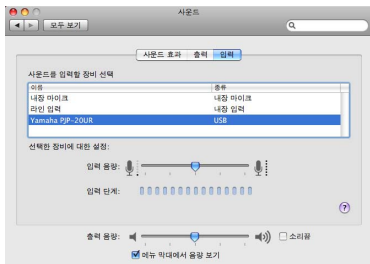 사운드
모두 보기
사운드 효과 출력 입력
사운드를 입력할 장비 선택
이름 종류
내장 마이크 내장 마이크
라인 입력 내장 마이크
Yamaha PJP-20UR USB
선택한 장비에 대한 설정:
입력 음량:
입력 단계:
?
출력 음량: 소리끔
메뉴 막대에서 음량 보기